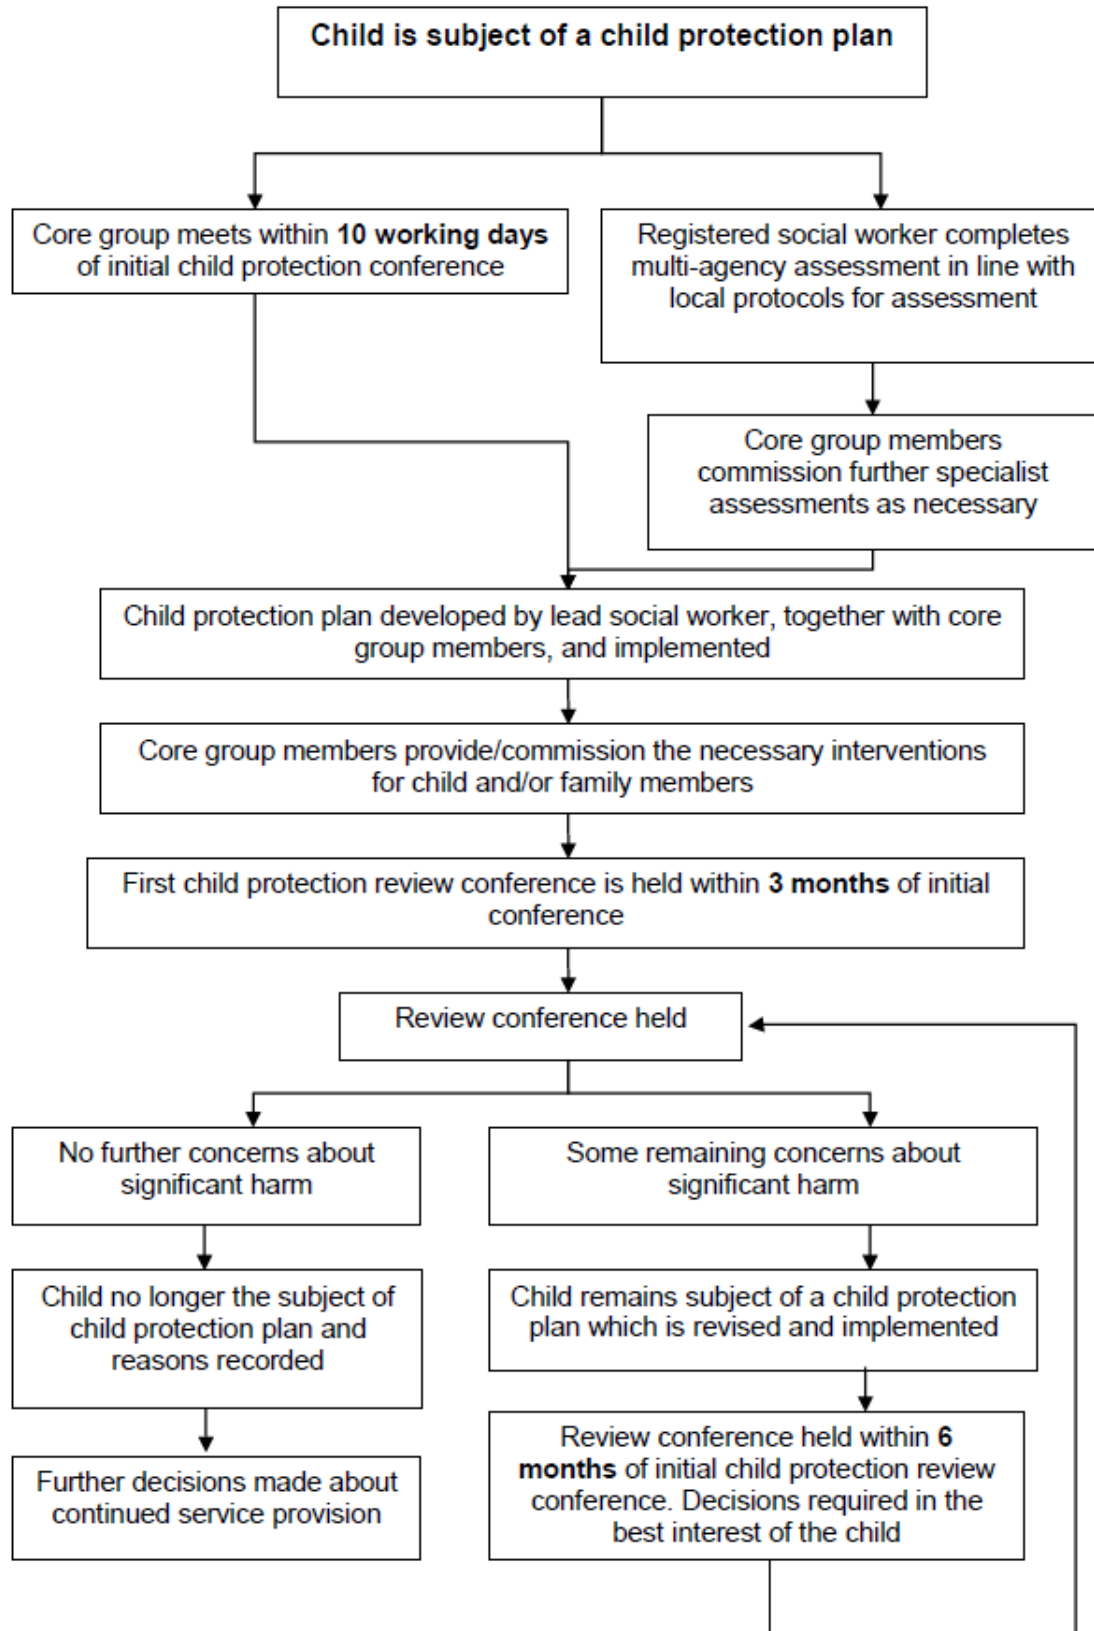 Child is subject of a child protection plan
Core group meets within 10 working days
of initial child protection conference
Registered social worker completes
multi-agency assessment in line with
local protocols for assessment
Core group members
commission further specialist
assessments as necessary
Child protection plan developed by lead social worker, together with core
group members, and implemented
Core group members provide/commission the necessary interventions
for child and/or family members
First child protection review conference is held within 3 months of initial
conference
Review conference held
No further concerns about
significant harm
Some remaining concerns about
significant harm
Child no longer the subject of
child protection plan and
reasons recorded
Child remains subject of a child protection
plan which is revised and implemented
Further decisions made about
continued service provision
Review conference held within 6
months of initial child protection review
conference. Decisions required in the
best interest of the child